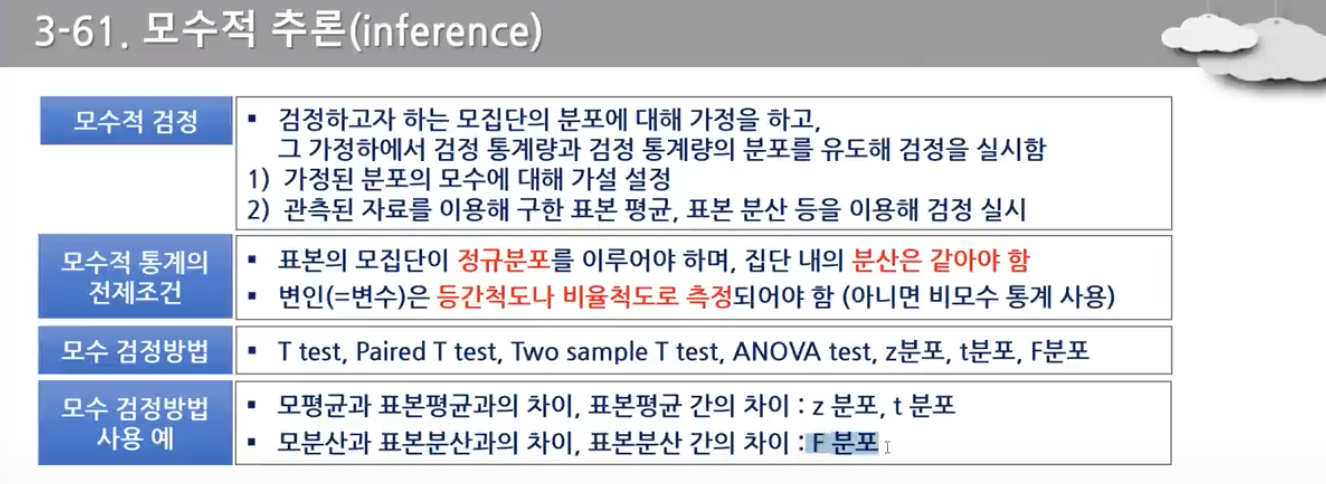 3-61. 모수적 추론(inference)
모수적 검정
▪ 검정하고자 하는 모집단의 분포에 대해 가정을 하고,
그 가정하에서 검정 통계량과 검정 통계량의 분포를 유도해 검정을 실시함
1) 가정된 분포의 모수에 대해 가설 설정
2) 관측된 자료를 이용해 구한 표본 평균, 표본 분산 등을 이용해 검정 실시
모수적 통계의
전제조건
▪ 표본의 모집단이 정규분포를 이루어야 하며, 집단 내의 분산은 같아야 함
▪ 변인(=변수)은 등간척도나 비율척도로 측정되어야 함 (아니면 비모수 통계 사용)
모수 검정방법
▪ T test, Paired T test, Two sample T test, ANOVA test, z분포, t분포, F분포
모수 검정방법
사용 예
▪ 모평균과 표본평균과의 차이, 표본평균 간의 차이 : z 분포, t 분포
▪ 모분산과 표본분산과의 차이, 표본분산 간의 차이 : F 분포